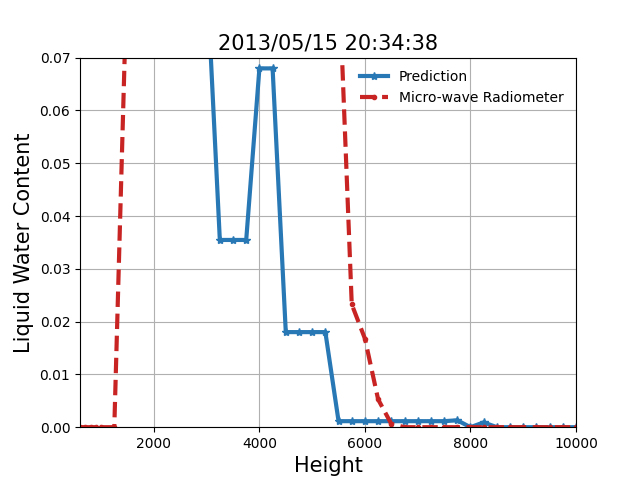 2013/05/15 20:34:38
Prediction
Micro-wave Radiometer
Liquid Water Content
0.07
0.06
0.05
0.04
0.03
0.02
0.01
0.00
2000 4000 6000 8000 10000
Height